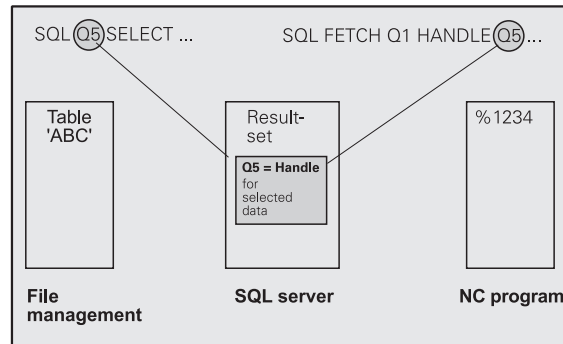 SQL Q5 SELECT ...
SQL FETCH Q1 HANDLE Q5 ...
Table
'ABC'
Result-
set
Q5 = Handle
for
selected
data
%1234
File
management
SQL server
NC program